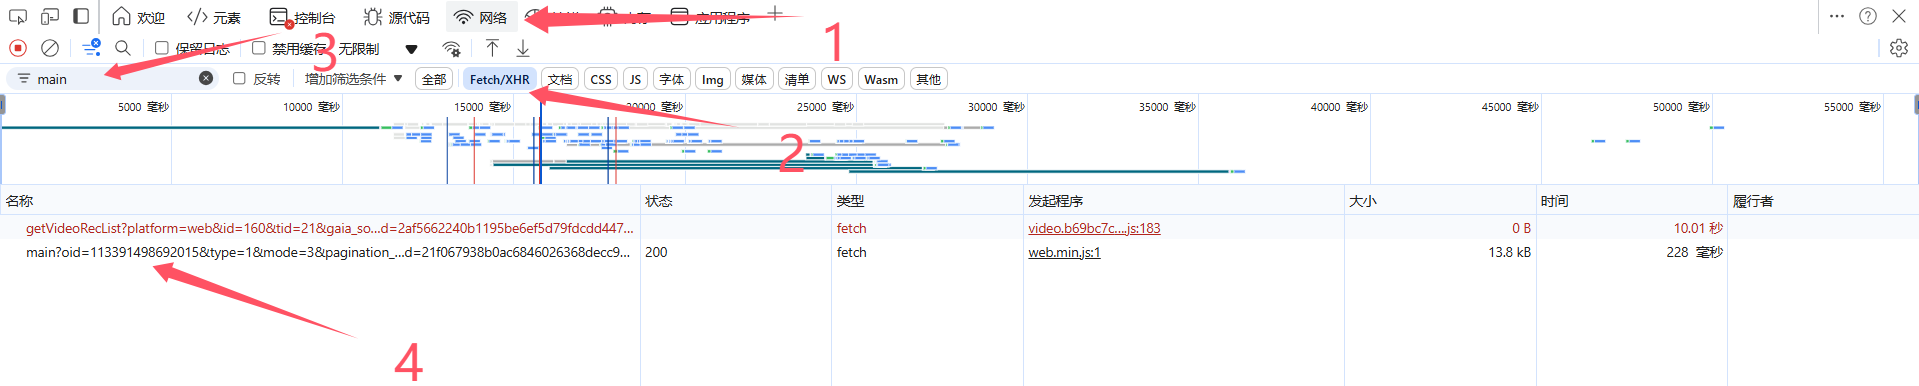 欢迎 元素 控制台 源代码 网络 应用程序
保留日志 禁用缓存 无限制
3 1
main 反转 增加筛选条件 全部 Fetch/XHR 文档 CSS JS 字体 Img 媒体 清单 WS Wasm 其他
5000 毫秒 10000 毫秒 15000 毫秒 20000 毫秒 25000 毫秒 30000 毫秒 35000 毫秒 40000 毫秒 45000 毫秒 50000 毫秒 55000 毫秒
2
名称 状态 类型 发起程序 大小 时间 履行者
getVideoRecList?platform=web&id=160&tid=21&gaia_so...d=2af5662240b1195be6ef5d79fdcdd447... fetch video.b69bc7c....js:183 0 B 10.01 秒
main?oid=113391498692015&type=1&mode=3&pagination_...d=21f067938b0ac6846026368decc9... 200 fetch web.min.js:1 13.8 kB 228 毫秒
4